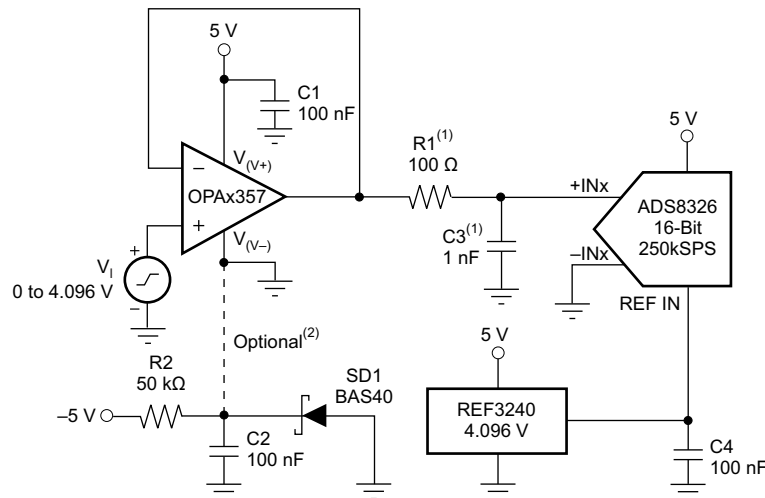 5 V
C1
100 nF
V(V+)
−
OPAx357
+
V(V–)
+
VI
0 to 4.096 V
−
R1(1)
100 Ω
C3(1)
1 nF
5 V
+INx
ADS8326
16-Bit
250kSPS
–INx
REF IN
Optional(2)
R2
50 kΩ
–5 V
C2
100 nF
SD1
BAS40
5 V
REF3240
4.096 V
C4
100 nF